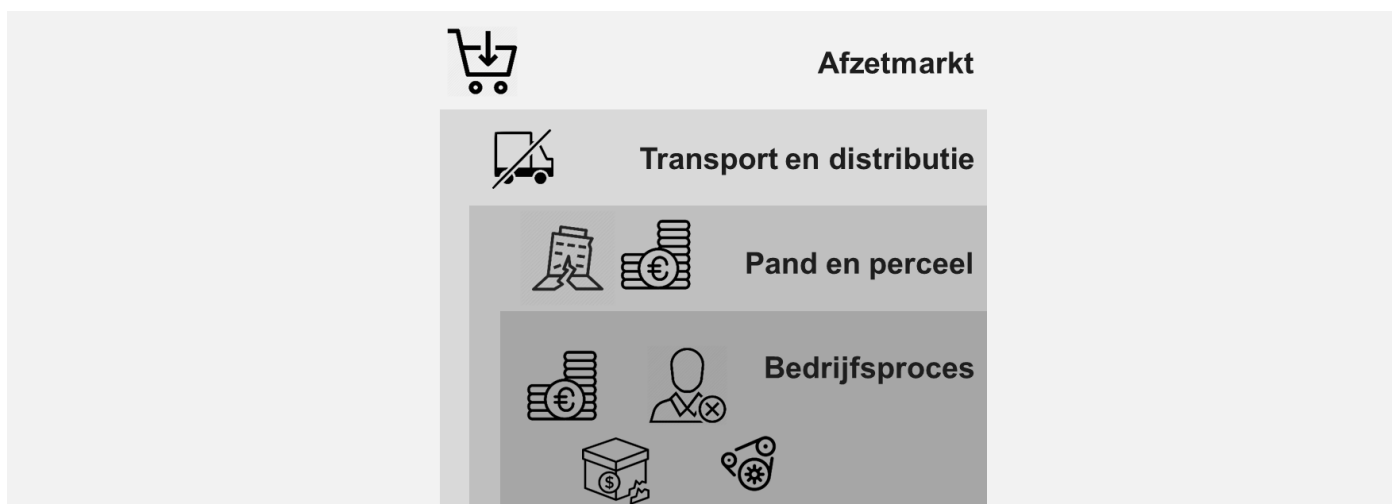 Afzetmarkt
Transport en distributie
€
Pand en perceel
€
Bedrijfsproces
$